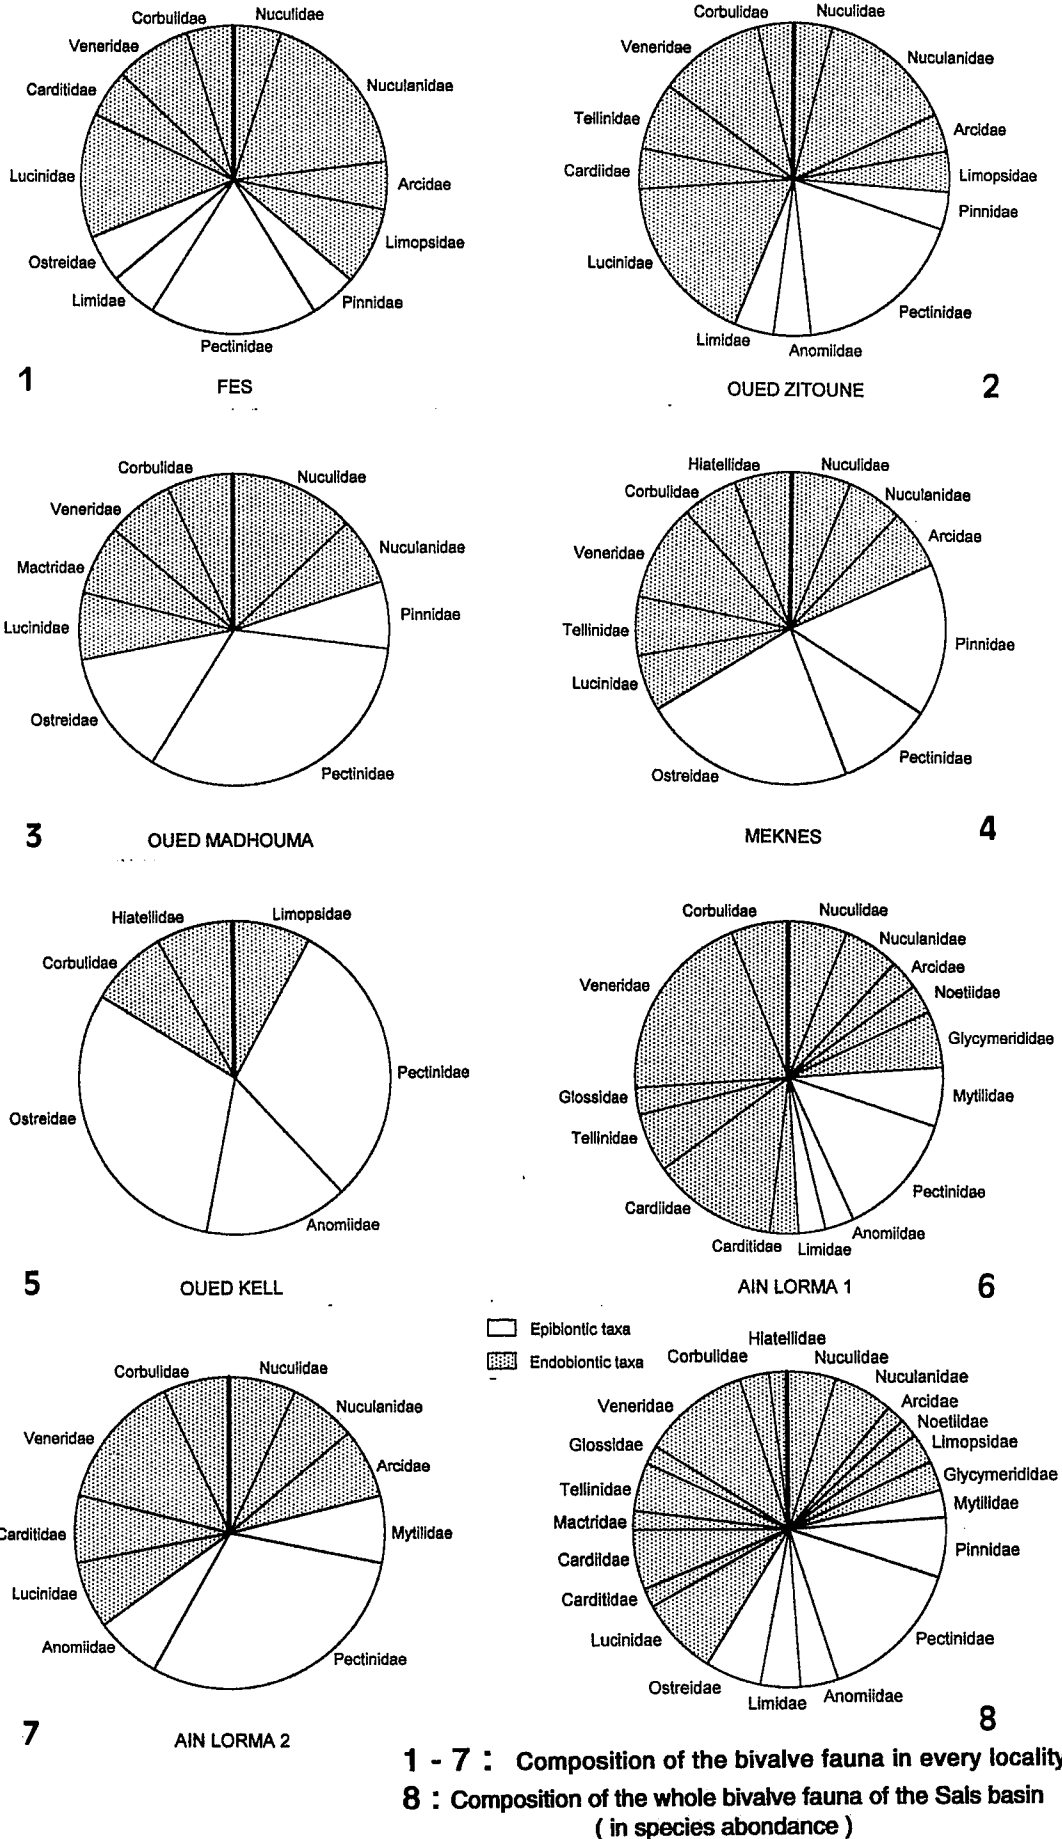 Corbulidae
Nuculidae
Veneridae
Nuculanidae
Carditidae
Lucinidae
Arcidae
Limopsidae
Ostreidae
Limidae
Pinnidae
Pectinidae
1
FES
Corbulidae
Nuculidae
Veneridae
Nuculanidae
Tellinidae
Arcidae
Cardiidae
Limopsidae
Pinnidae
Lucinidae
Pectinidae
Limidae
Anomiidae
OUED ZITOUNE
2
Corbulidae
Nuculidae
Veneridae
Nuculanidae
Mactridae
Pinnidae
Lucinidae
Ostreidae
Pectinidae
3
OUED MADHOUMA
Hiatellidae
Nuculidae
Corbulidae
Nuculanidae
Arcidae
Veneridae
Tellinidae
Pinnidae
Lucinidae
Ostreidae
Pectinidae
MEKNES
4
Hiatellidae
Limopsidae
Corbulidae
Pectinidae
Ostreidae
Anomiidae
5
OUED KELL
Corbulidae
Nuculidae
Nuculanidae
Arcidae
Veneridae
Noetiidae
Glycymerididae
Glossidae
Mytilidae
Tellinidae
Pectinidae
Cardiidae
Anomiidae
Carditidae
Limidae
AIN LORMA 1
6
Epibiontic taxa
Endobiontic taxa
Corbulidae
Nuculidae
Nuculanidae
Veneridae
Arcidae
Carditidae
Mytilidae
Lucinidae
Anomiidae
Pectinidae
7
AIN LORMA 2
Hiatellidae
Corbulidae
Nuculidae
Nuculanidae
Veneridae
Arcidae
Noetiidae
Glossidae
Limopsidae
Glycymerididae
Tellinidae
Mytilidae
Mactridae
Pinnidae
Cardiidae
Carditidae
Lucinidae
Pectinidae
Ostreidae
Limidae
Anomiidae
8
1 - 7 : Composition of the bivalve fauna in every locality
8 : Composition of the whole bivalve fauna of the Saïs basin
( in species abondance )